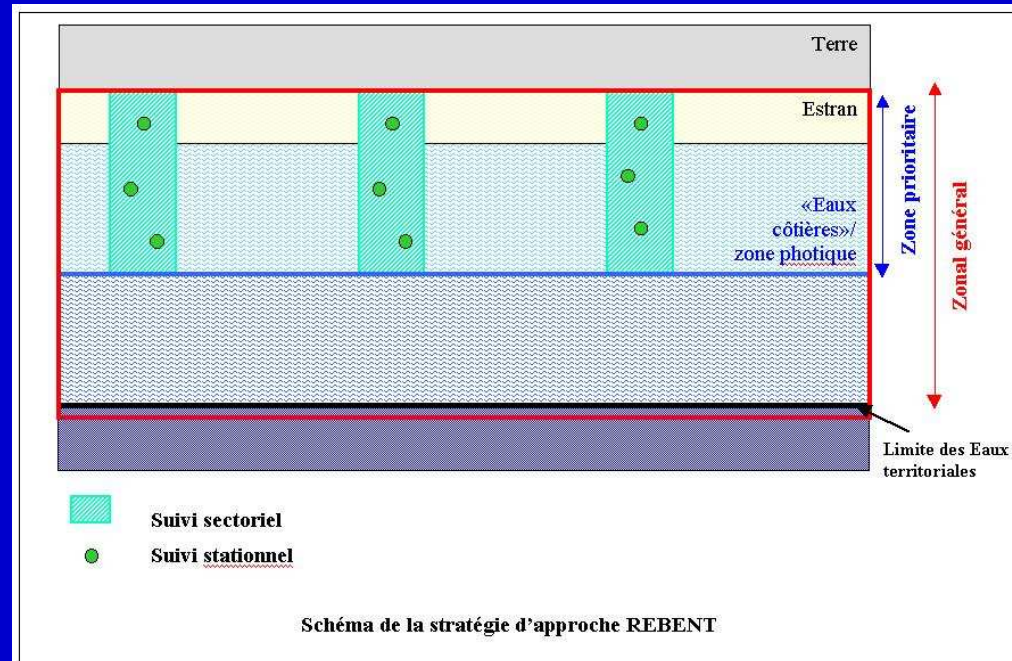 Terre
Estran
«Eaux
côtières»/
zone photique
Zone prioritaire
Zonal général
Limite des Eaux
territoriales
Suivi sectoriel
Suivi stationnel
Schéma de la stratégie d'approche REBENT